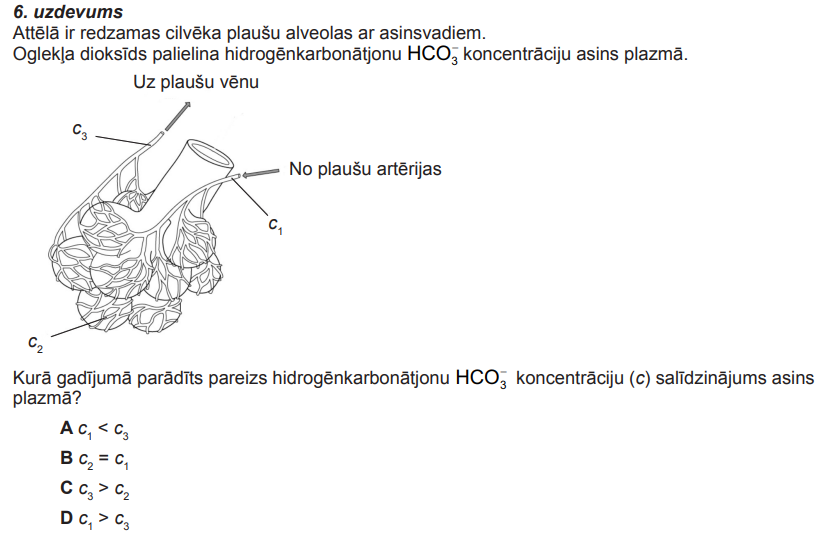 6. uzdevums
Attēlā ir redzamas cilvēka plaušu alveolas ar asinsvadiem.
Oglekļa dioksīds palielina hidrogēnkarbonātjonu HCO₃⁻ koncentrāciju asins plazmā.
Uz plaušu vēnu
c₃
No plaušu artērijas
c₁
c₂
Kurā gadījumā parādīts pareizs hidrogēnkarbonātjonu HCO₃⁻ koncentrāciju (c) salīdzinājums asins
plazmā?
A c₁ < c₃
B c₂ = c₁
C c₃ > c₂
D c₁ > c₃